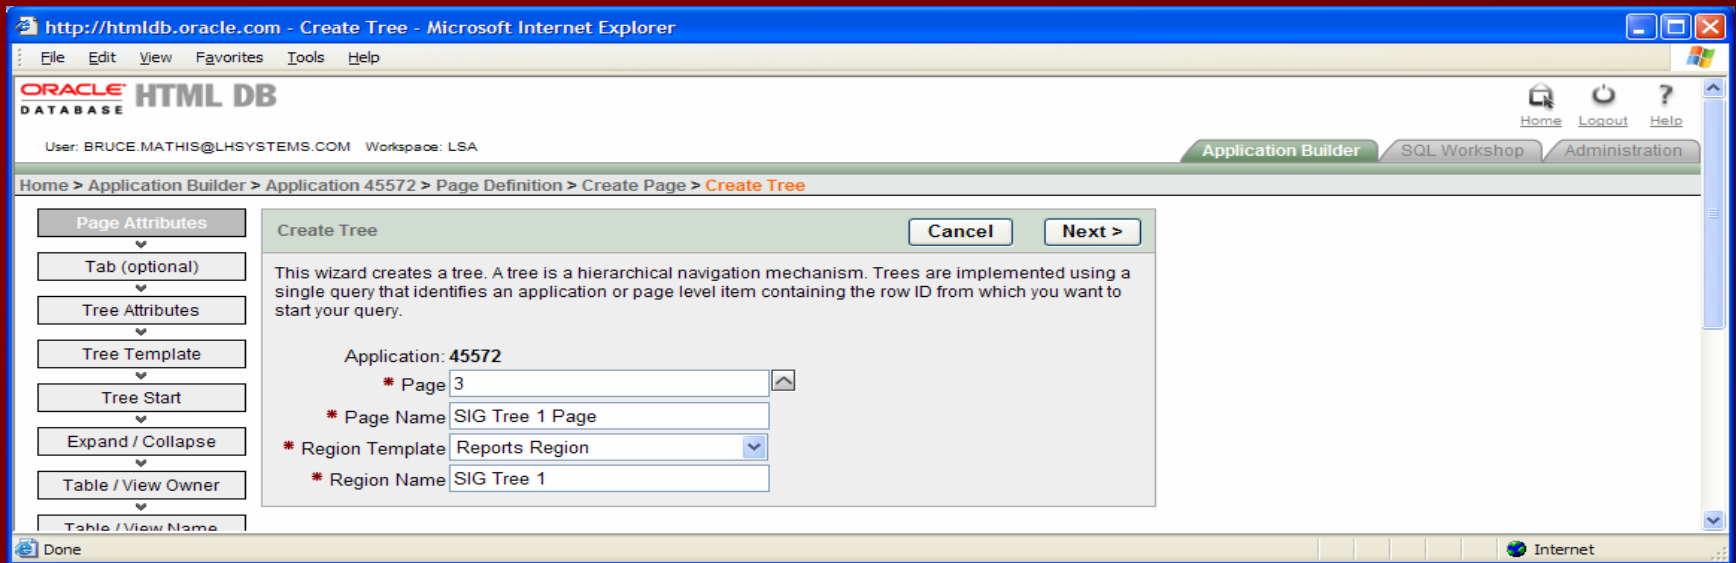 http://htmldb.oracle.com - Create Tree - Microsoft Internet Explorer
File Edit View Favorites Tools Help
ORACLE DATABASE HTML DB
Home Logout Help
User: BRUCE.MATHIS@LHSYSTEMS.COM Workspace: LSA
Application Builder SQL Workshop Administration
Home > Application Builder > Application 45572 > Page Definition > Create Page > Create Tree
Page Attributes
Tab (optional)
Tree Attributes
Tree Template
Tree Start
Expand / Collapse
Table / View Owner
Table / View Name
Create Tree
Cancel Next >
This wizard creates a tree. A tree is a hierarchical navigation mechanism. Trees are implemented using a
single query that identifies an application or page level item containing the row ID from which you want to
start your query.
Application: 45572
* Page 3
* Page Name SIG Tree 1 Page
* Region Template Reports Region
* Region Name SIG Tree 1
Done
Internet